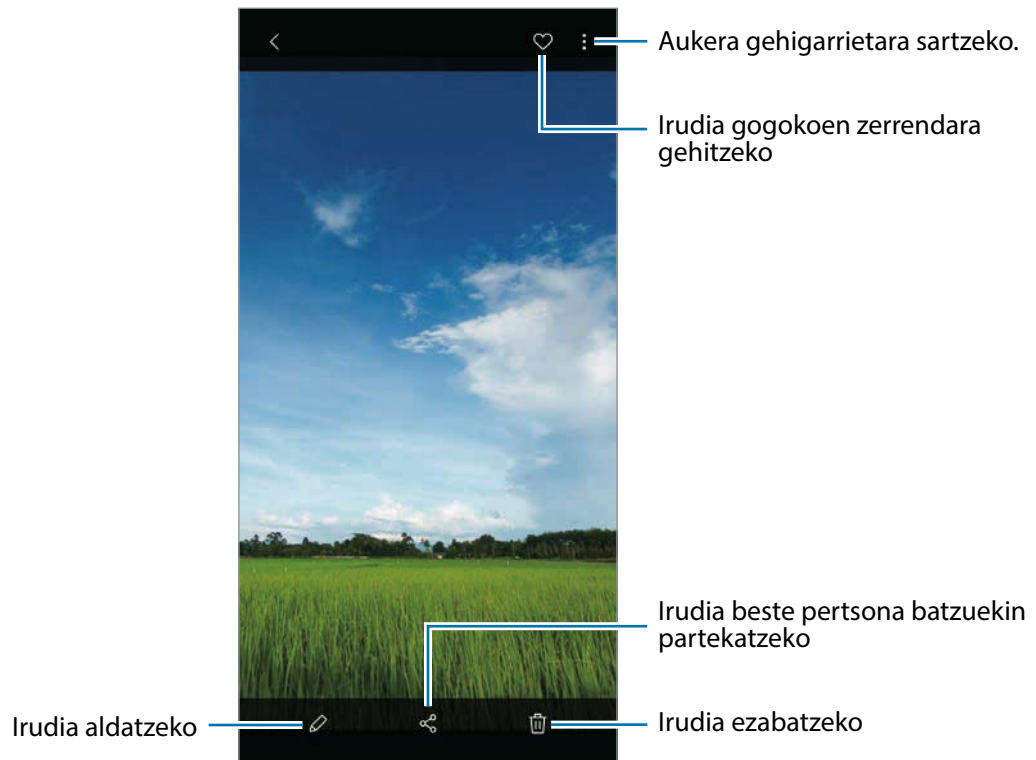 Aukera gehigarrietara sartzeko.
Irudia gogokoen zerrendara
gehitzeko
Irudia beste pertsona batzuekin
partekatzeko
Irudia aldatzeko
Irudia ezabatzeko